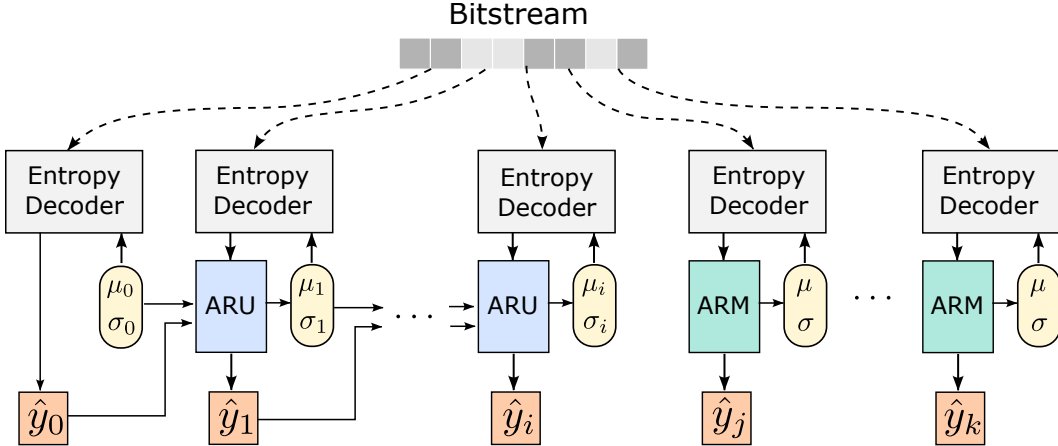 Bitstream
Entropy
Decoder
Entropy
Decoder
Entropy
Decoder
Entropy
Decoder
Entropy
Decoder
μ₀
σ₀
ARU
μ₁
σ₁
· · ·
ARU
μᵢ
σᵢ
ARM
μ
σ
· · ·
ARM
μ
σ
ŷ₀
ŷ₁
ŷᵢ
ŷⱼ
ŷₖ